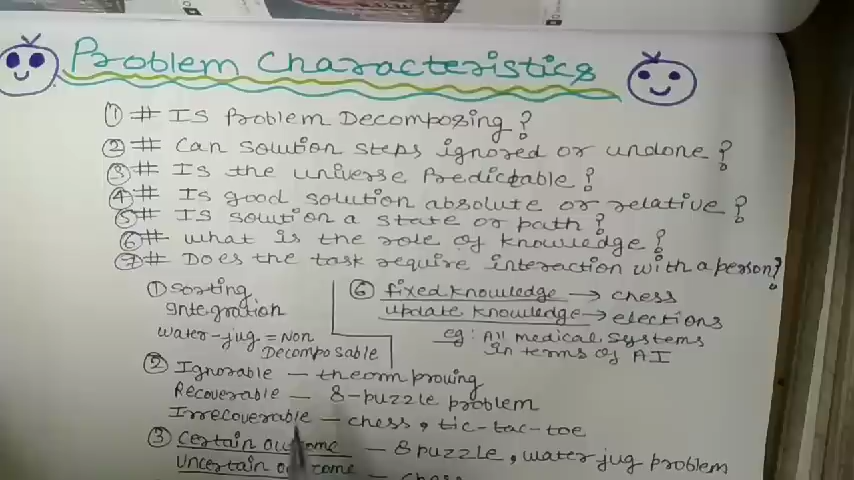 Problem Characteristics
① # Is Problem Decomposing?
② # Can solution steps ignored or undone?
③ # Is the universe Predictable?
④ # Is good solution absolute or relative?
⑤ # Is solution a state or path?
⑥ # what is the role of knowledge?
⑦ # Does the task require interaction with a person?
① Sorting
Integration
water-jug = Non
Decomposable
⑥ fixed knowledge → chess
update knowledge → elections
eg: All medical systems
In terms of AI
② Ignorable — theorm proving
Recoverable — 8-puzzle problem
Irrecoverable — chess, tic-tac-toe
③ Certain outcome — 8 puzzle, water jug problem
Uncertain outcome — chess